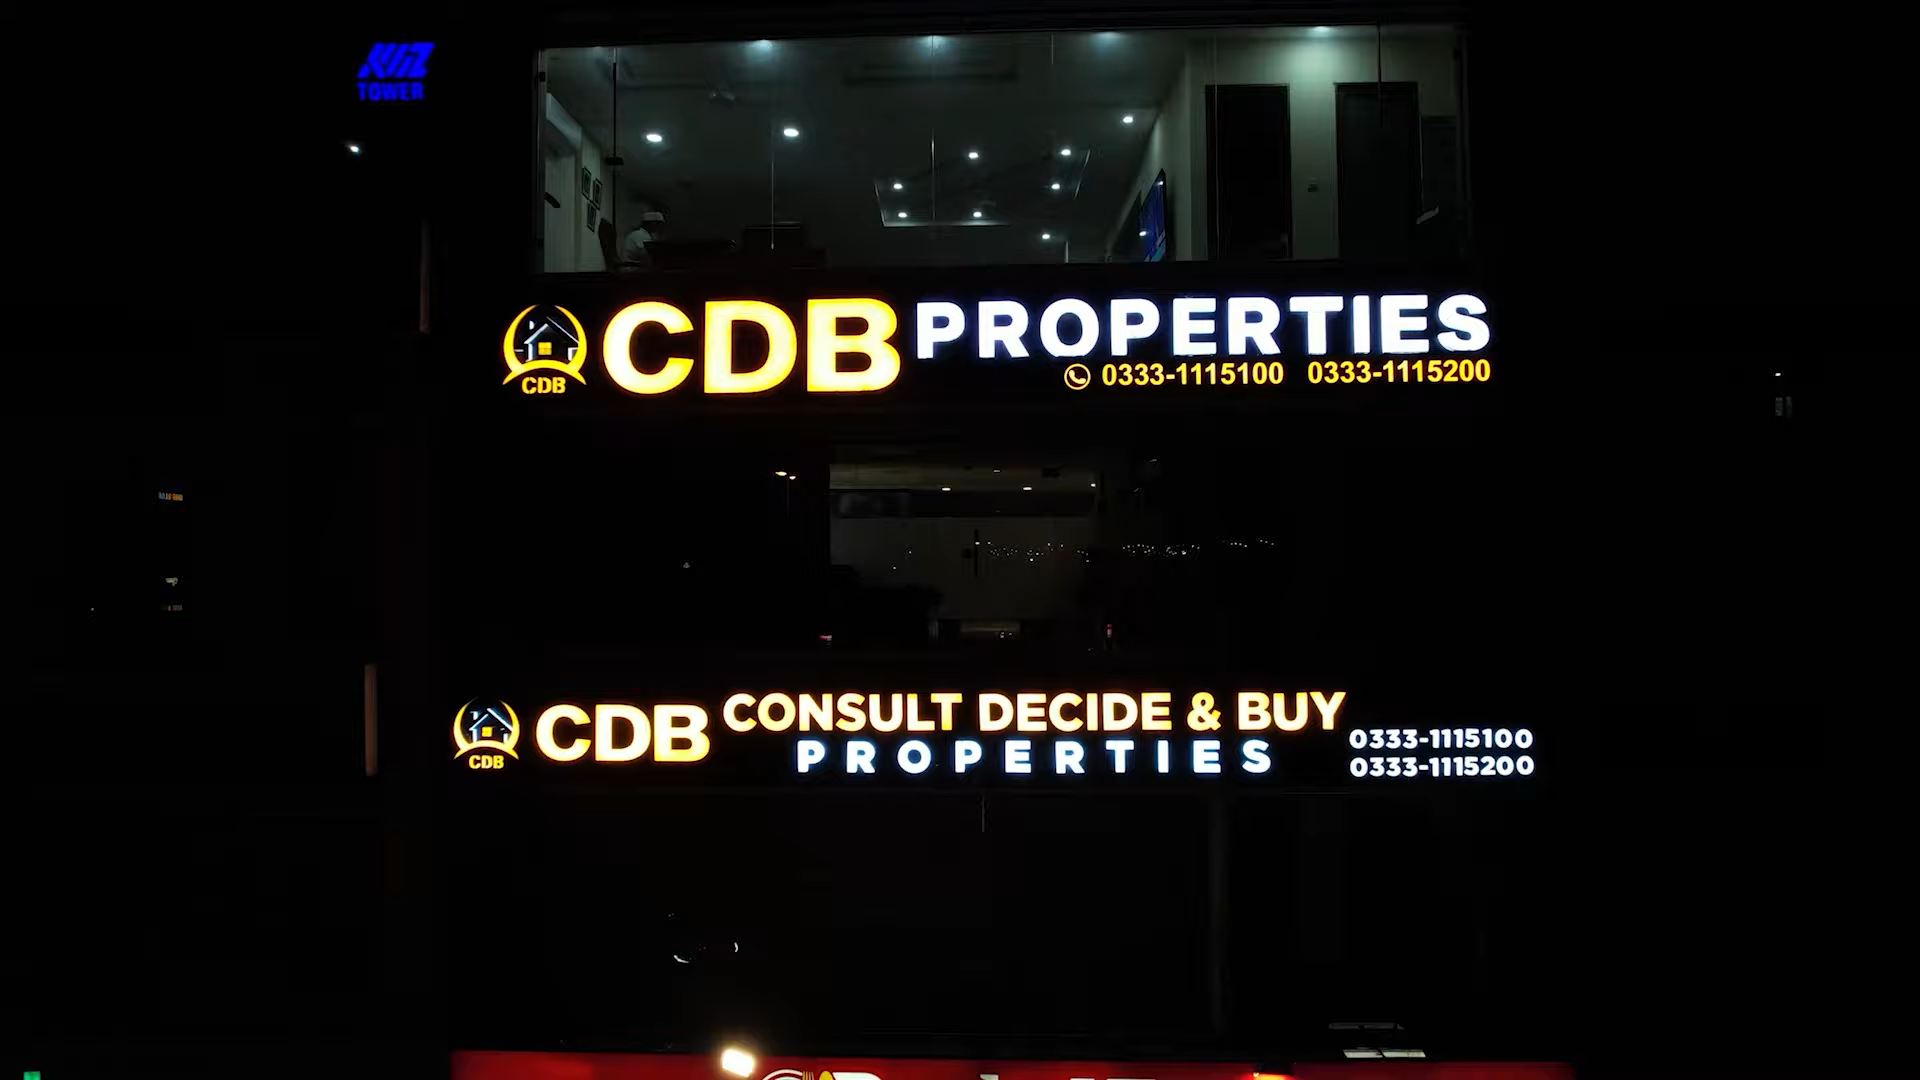 TOWER
CDB
CDB PROPERTIES
0333-1115100 0333-1115200
CDB
CDB CONSULT DECIDE & BUY
PROPERTIES
0333-1115100
0333-1115200